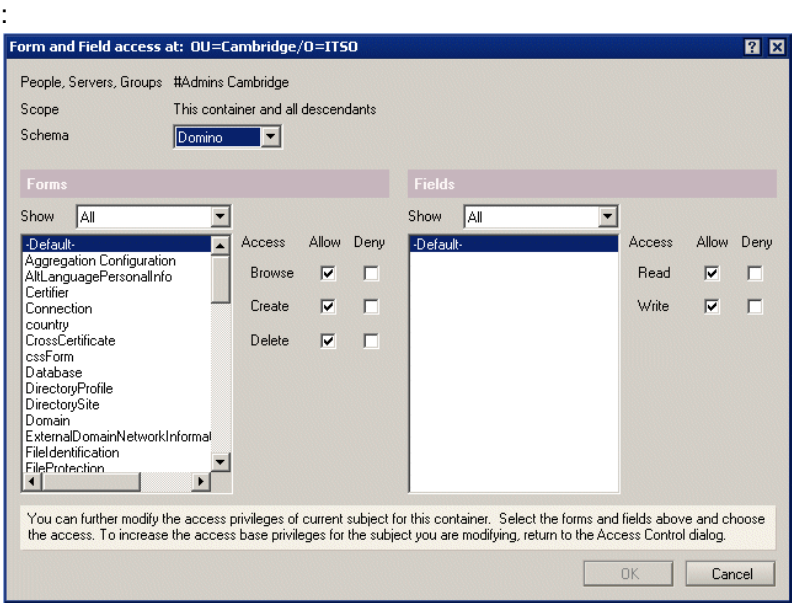 :
Form and Field access at: OU=Cambridge/O=ITSO
People, Servers, Groups #Admins Cambridge
Scope This container and all descendants
Schema Domino
Forms Fields
Show All Show All
-Default- Access Allow Deny -Default- Access Allow Deny
Aggregation Configuration
AltLanguagePersonalInfo Browse Read
Certifier
Connection Create Write
country
CrossCertificate Delete
cssForm
Database
DirectoryProfile
DirectorySite
Domain
ExternalDomainNetworkInformat
FileIdentification
FileProtection
You can further modify the access privileges of current subject for this container. Select the forms and fields above and choose
the access. To increase the access base privileges for the subject you are modifying, return to the Access Control dialog.
OK Cancel